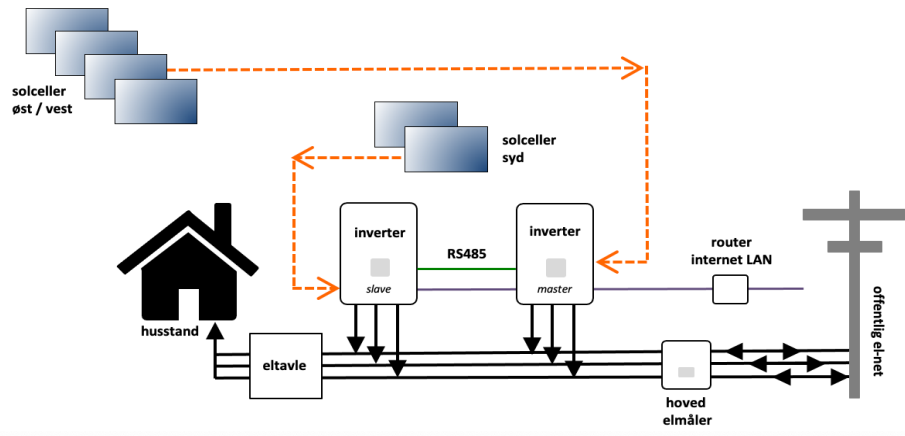 solceller
øst / vest
solceller
syd
inverter
slave
RS485
inverter
master
router
internet LAN
husstand
eltavle
hoved
elmåler
offentlig el-net